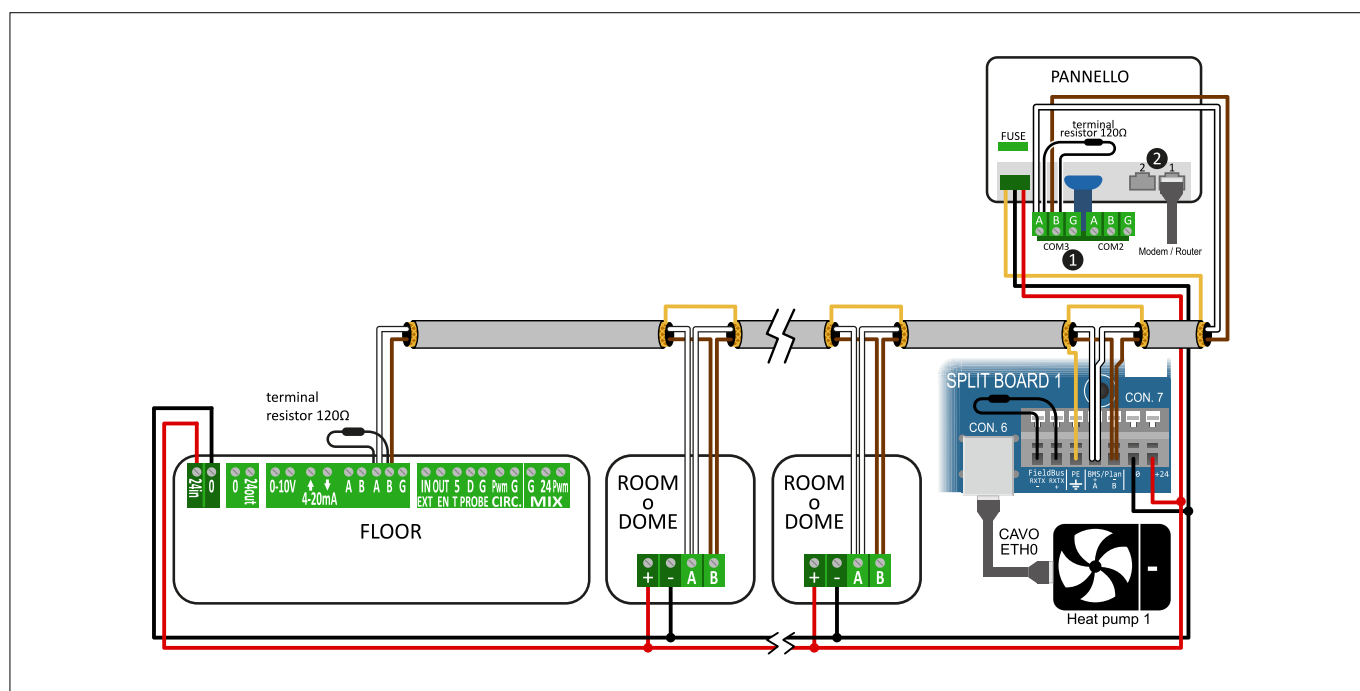 PANNELLO
terminal
resistor 120Ω
FUSE
2
2 1
A B G A B G
COM3 COM2
1
Modem / Router
SPLIT BOARD 1
CON. 7
CON. 6
FieldBus PE BMS/Plan 0 +24
RXTX RXTX + -
- + A B
terminal
resistor 120Ω
24in 0 0 24out 0-10V A B A B G IN OUT 5 D G Pwm G G 24 Pwm
4-20mA EXT EN T PROBE CIRC. MIX
FLOOR
ROOM
o
DOME
+ - A B
ROOM
o
DOME
+ - A B
CAVO
ETH0
Heat pump 1